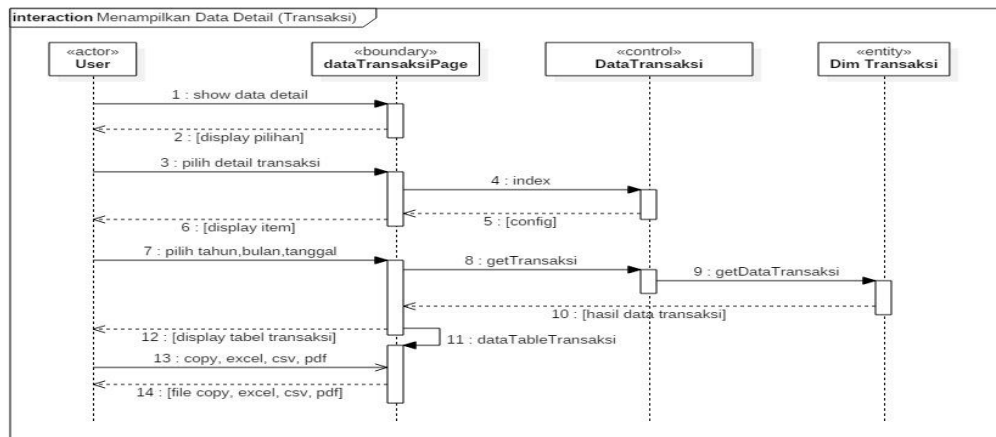 interaction Menampilkan Data Detail (Transaksi)
«actor»
User
«boundary»
dataTransaksiPage
«control»
DataTransaksi
«entity»
Dim Transaksi
1 : show data detail
2 : [display pilihan]
3 : pilih detail transaksi
4 : index
5 : [config]
6 : [display item]
7 : pilih tahun,bulan,tanggal
8 : getTransaksi
9 : getDataTransaksi
10 : [hasil data transaksi]
11 : dataTableTransaksi
12 : [display tabel transaksi]
13 : copy, excel, csv, pdf
14 : [file copy, excel, csv, pdf]